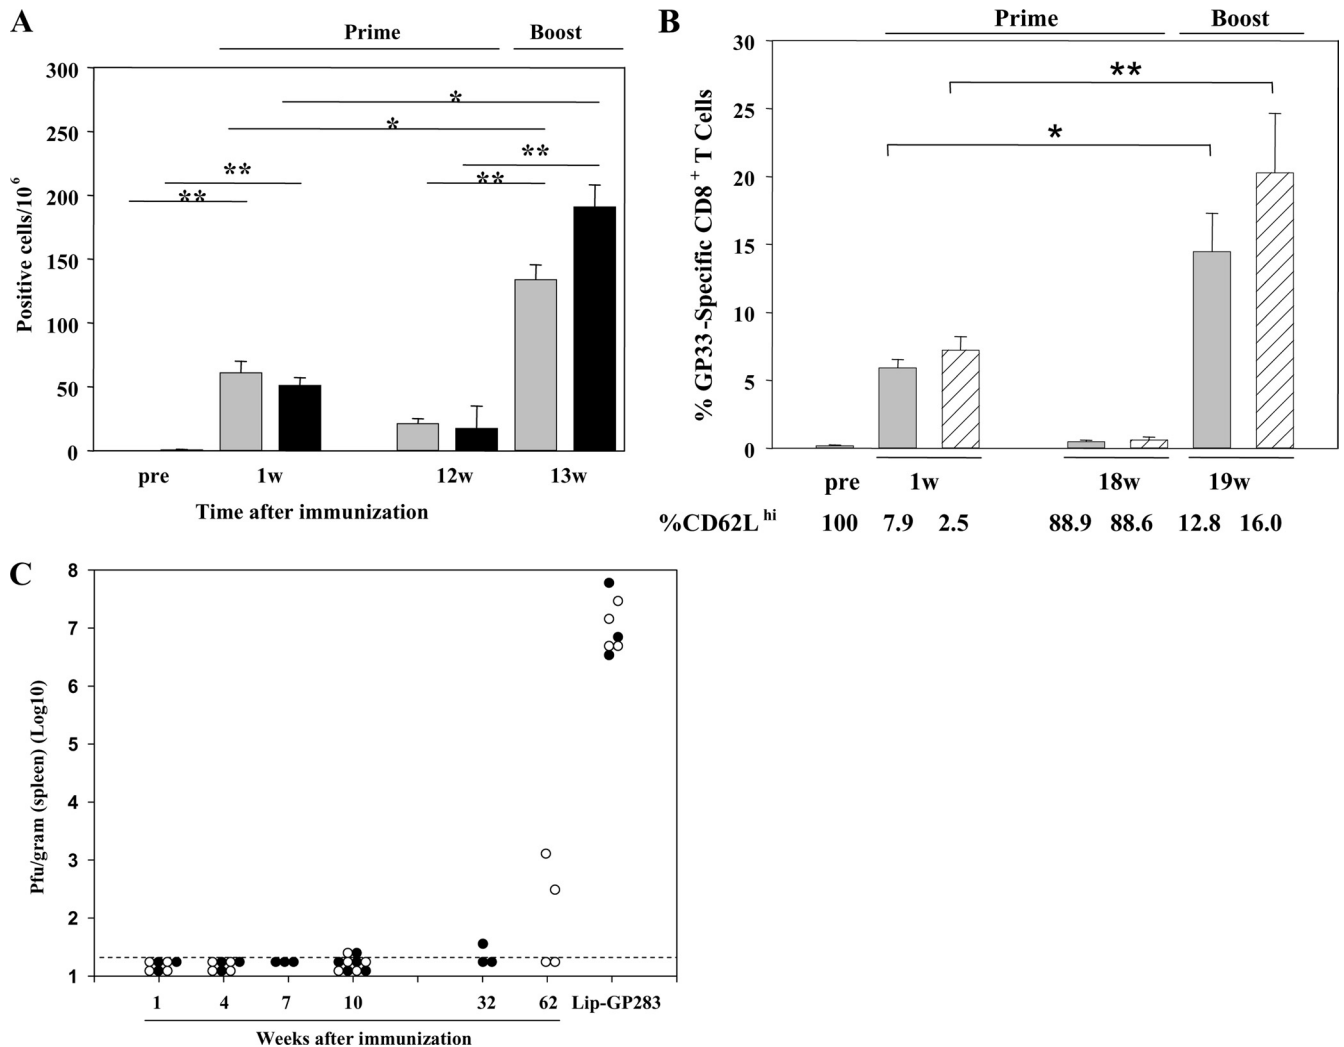 A
Prime Boost
300
250
200
150
100
50
0
Positive cells/10^6
*
*
**
**
**
**
pre 1w 12w 13w
Time after immunization
B
Prime Boost
30
25
20
15
10
5
0
% GP33-Specific CD8+ T Cells
**
*
pre 1w 18w 19w
%CD62L^hi 100 7.9 2.5 88.9 88.6 12.8 16.0
C
8
7
6
5
4
3
2
1
Pfu/gram (spleen) (Log10)
1 4 7 10 32 62 Lip-GP283
Weeks after immunization